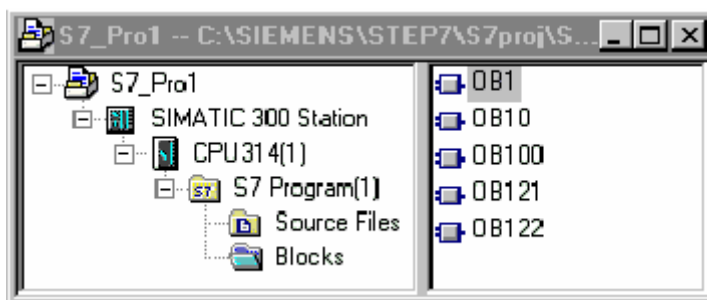 S7_Pro1 -- C:\SIEMENS\STEP7\S7proj\S...
S7_Pro1
SIMATIC 300 Station
CPU314(1)
S7 Program(1)
Source Files
Blocks
OB1
OB10
OB100
OB121
OB122